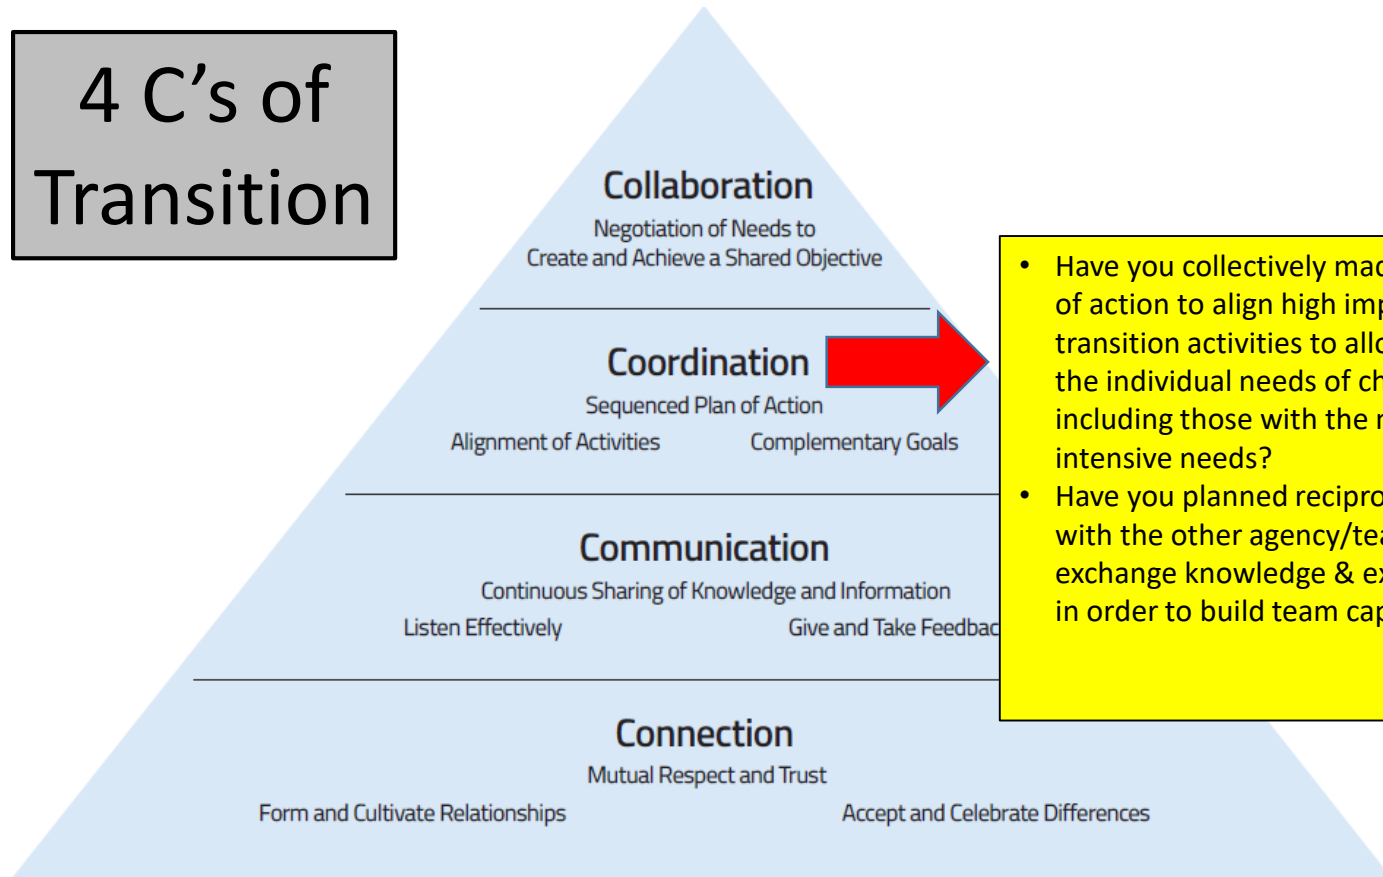 4 C’s of
Transition
Collaboration
Negotiation of Needs to
Create and Achieve a Shared Objective
Coordination
Sequenced Plan of Action
Alignment of Activities Complementary Goals
Communication
Continuous Sharing of Knowledge and Information
Listen Effectively Give and Take
Connection
Mutual Respect and Trust
Form and Cultivate Relationships Accept and Celebrate Differences
• Have you collectively
of action to align high
transition activities to
the individual needs of
including those with the
intensive needs?
• Have you planned
with the other
exchange knowledge &
in order to build team